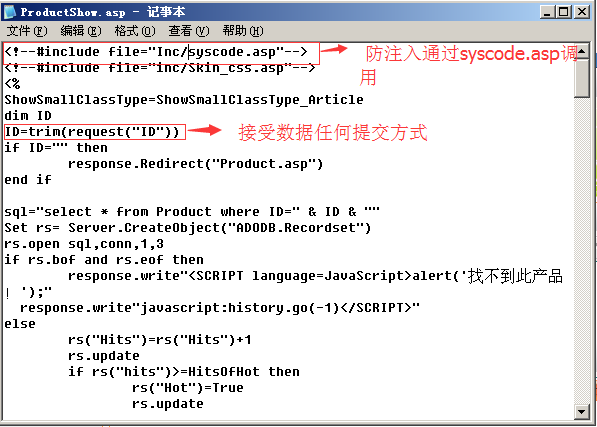 ProductShow.asp - 记事本
文件(F) 编辑(E) 格式(O) 查看(V) 帮助(H)
<!--#include file="Inc/syscode.asp"-->
防注入通过syscode.asp调用
<!--#include file="inc/Skin_css.asp"-->
<%
ShowSmallClassType=ShowSmallClassType_Article
dim ID
ID=trim(request("ID"))
接受数据任何提交方式
if ID="" then
response.Redirect("Product.asp")
end if
sql="select * from Product where ID=" & ID & ""
Set rs= Server.CreateObject("ADODB.Recordset")
rs.open sql,conn,1,3
if rs.bof and rs.eof then
response.write"<SCRIPT language=JavaScript>alert('找不到此产品
！');"
response.write"javascript:history.go(-1)</SCRIPT>"
else
rs("Hits")=rs("Hits")+1
rs.update
if rs("hits")>=HitsOfHot then
rs("Hot")=True
rs.update